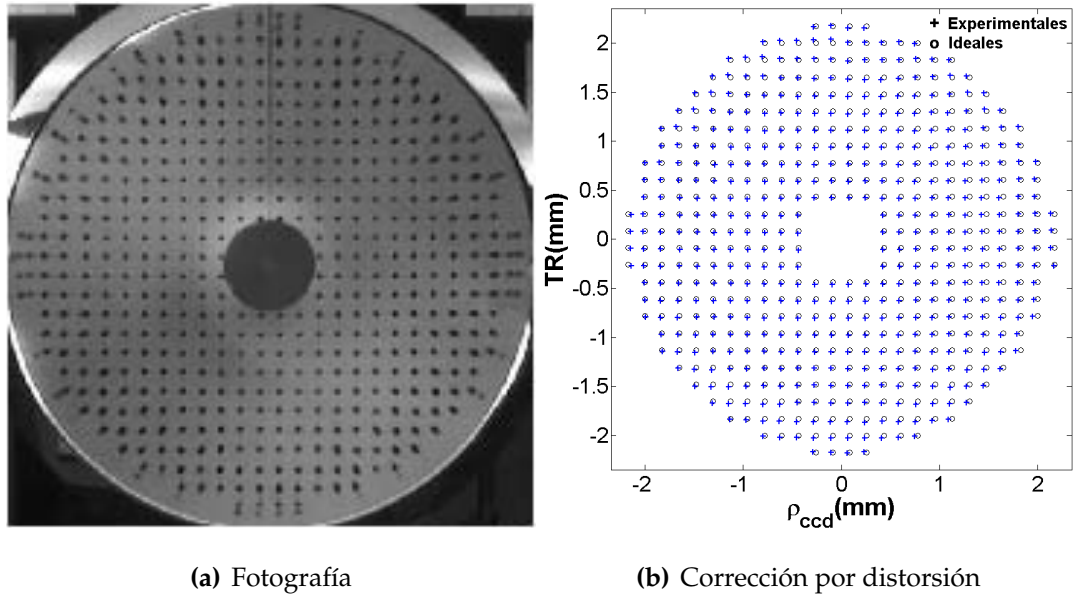 + Experimentales
o Ideales
2
1.5
1
0.5
0
-0.5
-1
-1.5
-2
TR(mm)
-2 -1 0 1 2
ρccd(mm)
(a) Fotografía (b) Corrección por distorsión